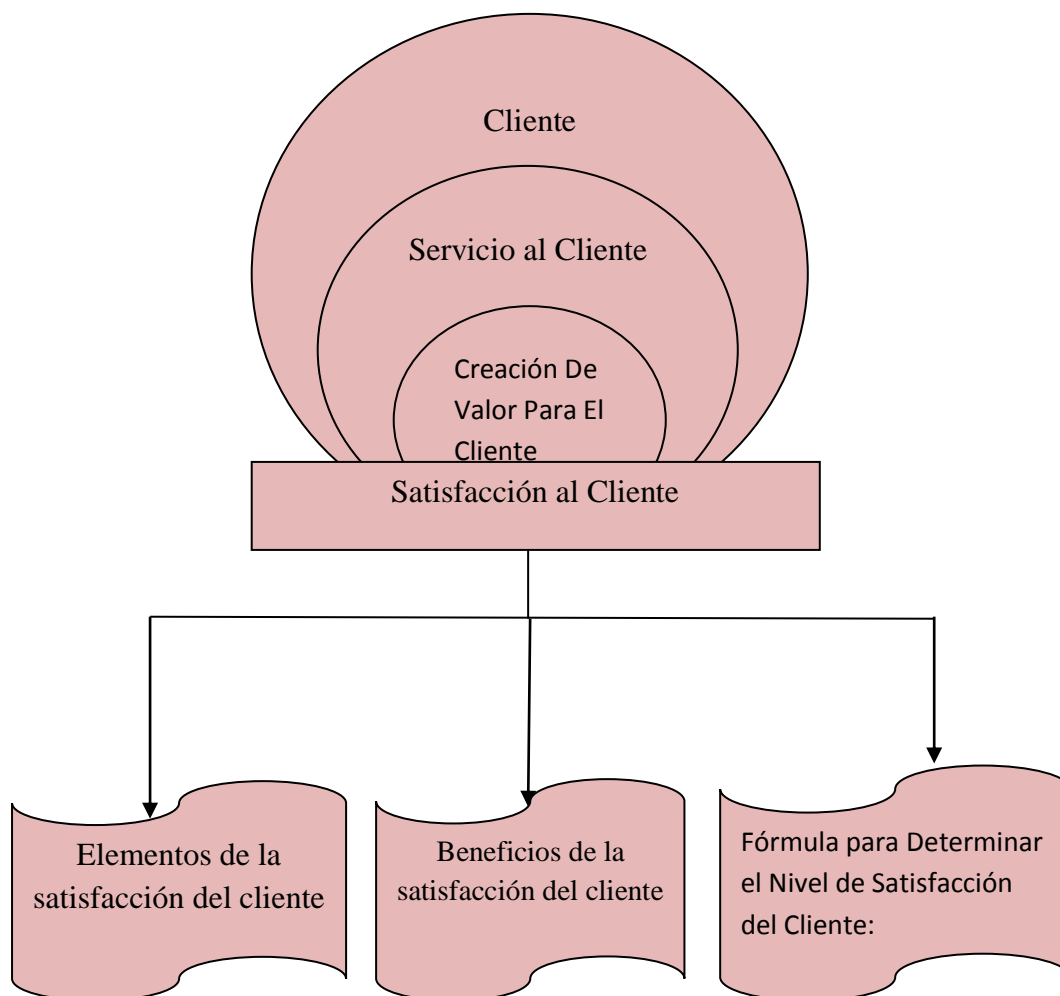 Cliente
Servicio al Cliente
Creación De
Valor Para El
Cliente
Satisfacción al Cliente
Elementos de la
satisfacción del cliente
Beneficios de la
satisfacción del cliente
Fórmula para Determinar
el Nivel de Satisfacción
del Cliente: